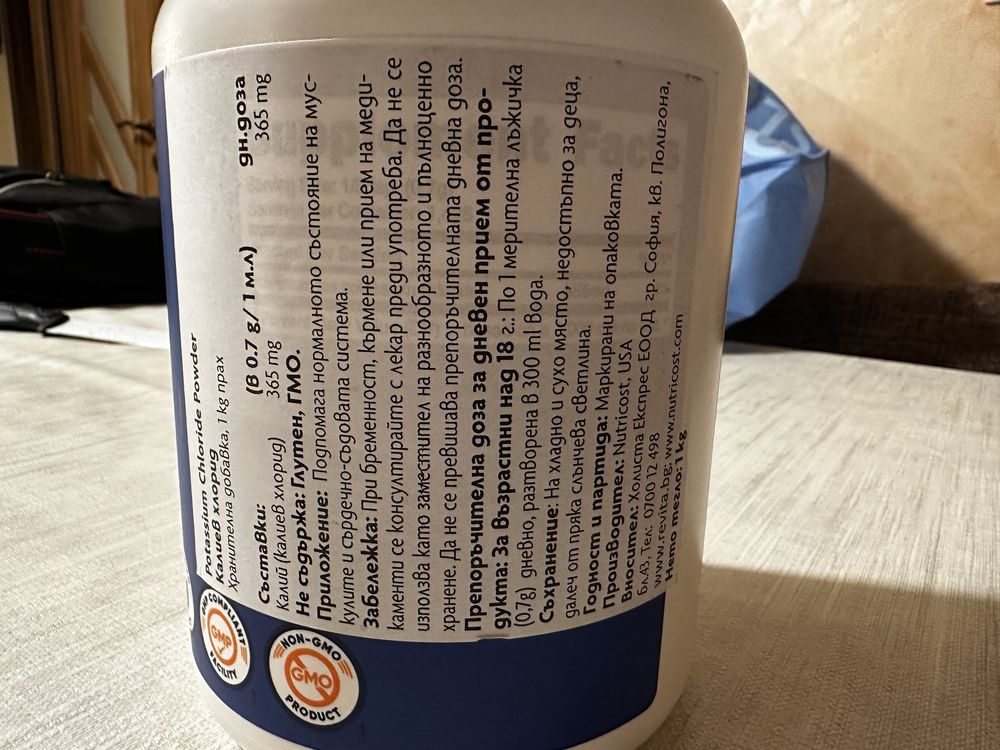 Potassium Chloride Powder
Калиев хлорид
Хранителна добавка, 1 kg прах
Съставки: (в 0.7 g/ 1 м.л) дн.доза
Калий (калиев хлорид) 365 mg 365 mg
Не съдържа: Глутен, ГМО.
Приложение: Подпомага нормалното състояние на мус-
кулите и сърдечно-съдовата система.
Забележка: При бременност, кърмене или прием на меди-
каменти се консултирайте с лекар преди употреба. Да не се
използва като заместител на разнообразното и пълноценно
хранене. Да не се превишава препоръчителната дневна доза.
Препоръчителна доза за дневен прием от про-
дукта: За възрастни над 18 г.: По 1 мерителна лъжичка
(0,7g) дневно, разтворена в 300 ml вода.
Съхранение: На хладно и сухо място, недостъпно за деца,
далеч от пряка слънчева светлина.
Годност и партида: Маркирани на опаковката.
Производител: Nutricost, USA
Вносител: Холиста Експрес ЕООД гр. София, кв. Полигона,
бл.43, Тел: 0700 12 498
www.revita.bg; www.nutricost.com
Нето тегло: 1 kg
GMP COMPLIANT
GMP
FACILITY
NON-GMO
GMO
PRODUCT